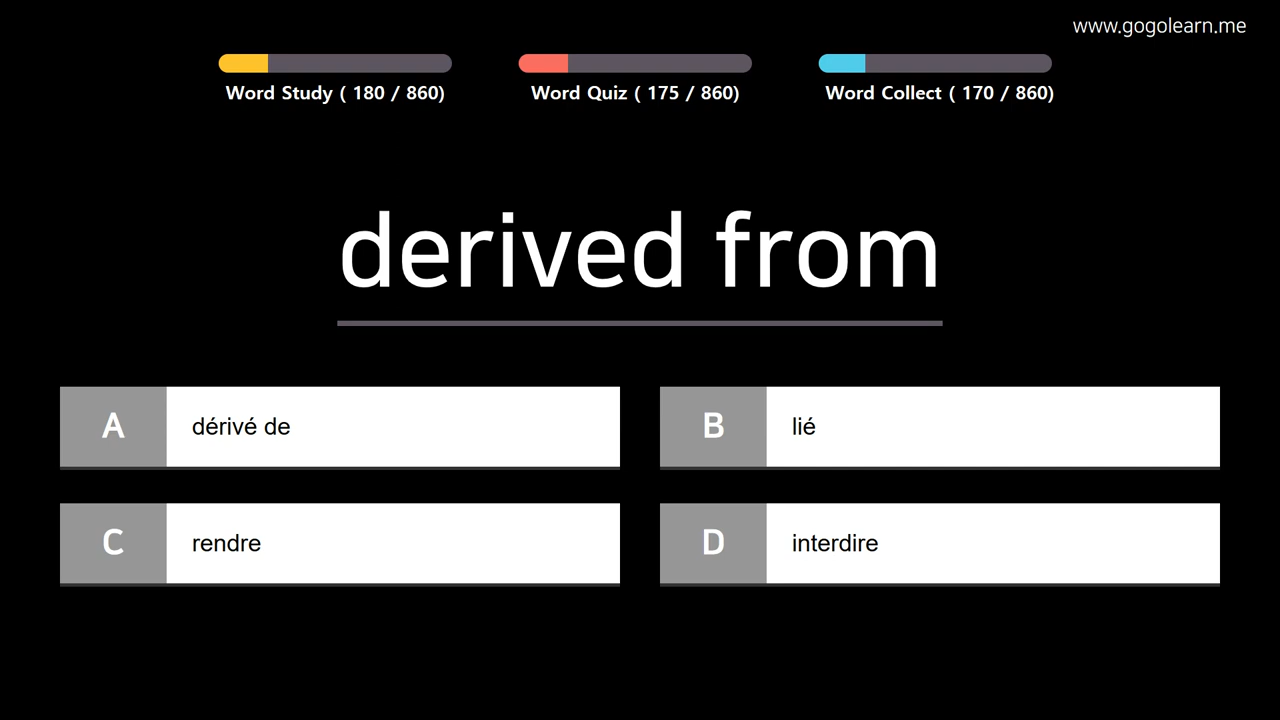 www.gogolearn.me
Word Study ( 180 / 860)
Word Quiz ( 175 / 860)
Word Collect ( 170 / 860)
derived from
A dérivé de
B lié
C rendre
D interdire